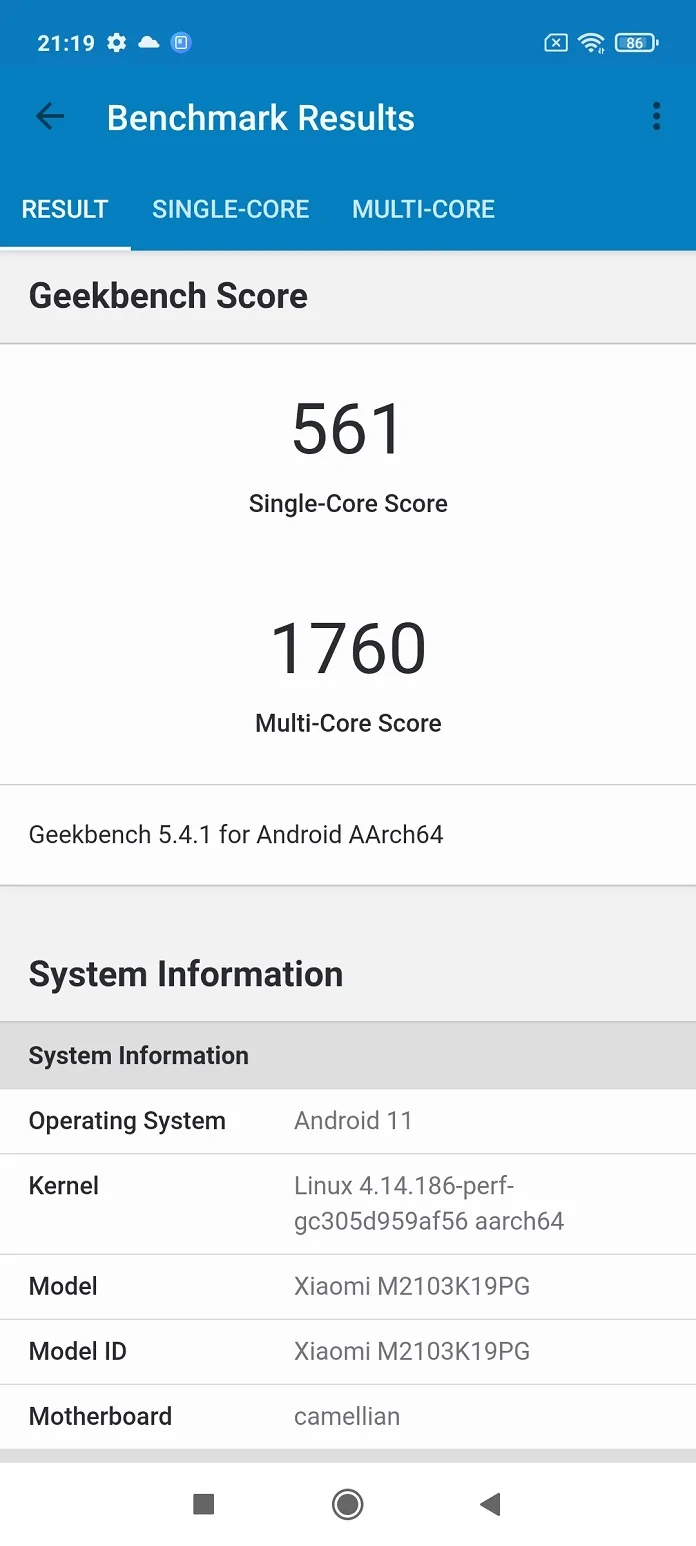 21:19
86
Benchmark Results
RESULT SINGLE-CORE MULTI-CORE
Geekbench Score
561
Single-Core Score
1760
Multi-Core Score
Geekbench 5.4.1 for Android AArch64
System Information
System Information
Operating System Android 11
Kernel Linux 4.14.186-perf-
gc305d959af56 aarch64
Model Xiaomi M2103K19PG
Model ID Xiaomi M2103K19PG
Motherboard camellian